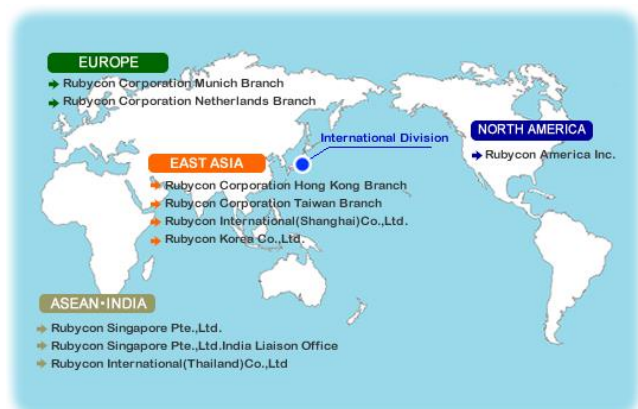 EUROPE
Rubycon Corporation Munich Branch
Rubycon Corporation Netherlands Branch
International Division
NORTH AMERICA
Rubycon America Inc.
EAST ASIA
Rubycon Corporation Hong Kong Branch
Rubycon Corporation Taiwan Branch
Rubycon International(Shanghai)Co.,Ltd.
Rubycon Korea Co.,Ltd.
ASEAN・INDIA
Rubycon Singapore Pte.,Ltd.
Rubycon Singapore Pte.,Ltd.India Liaison Office
Rubycon International(Thailand)Co.,Ltd